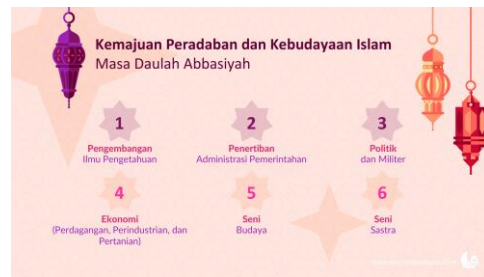 Kemajuan Peradaban dan Kebudayaan Islam
Masa Daulah Abbasiyah
1
Pengembangan
Ilmu Pengetahuan
2
Penertiban
Administrasi Pemerintahan
3
Politik
dan Militer
4
Ekonomi
(Perdagangan, Perindustrian, dan
Pertanian)
5
Seni
Budaya
6
Seni
Sastra